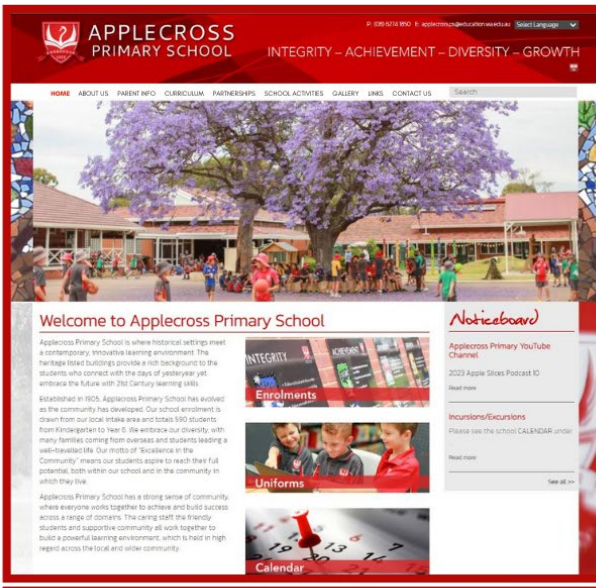 APPLECROSS
PRIMARY SCHOOL
Select Language
INTEGRITY – ACHIEVEMENT – DIVERSITY – GROWTH
HOME ABOUT US PARENT INFO CURRICULUM PARTNERSHIPS SCHOOL ACTIVITIES GALLERY LINKS CONTACT US
Search
Welcome to Applecross Primary School
Applecross Primary School is where historical settings meet
a contemporary, innovative learning environment. The
heritage listed buildings provide a rich background to the
students who connect with the days of yesteryear yet
embrace the future with 21st Century learning skills.
Established in 1905, Applecross Primary School has evolved
as the community has developed. Our school enrolment is
drawn from our local intake area and totals 590 students
from Kindergarten to Year 6. We embrace our diversity, with
many families coming from overseas and students leading a
well-travelled life. Our motto of "Excellence in the
Community" means our students aspire to reach their full
potential, both within our school and in the community in
which they live.
Applecross Primary School has a strong sense of community,
where everyone works together to achieve and build success
across a range of domains. The caring staff the friendly
students and supportive community all work together to
build a powerful learning environment, which is held in high
regard across the local and wider community.
INTEGRITY
ACHIEVEMENT
Enrolments
Uniforms
13 14
19 20
Calendar
Noticeboard
Applecross Primary YouTube
Channel
2023 Apple Slices Podcast 10
Read more
Incursions/Excursions
Please see the school CALENDAR under
Read more
See all >>